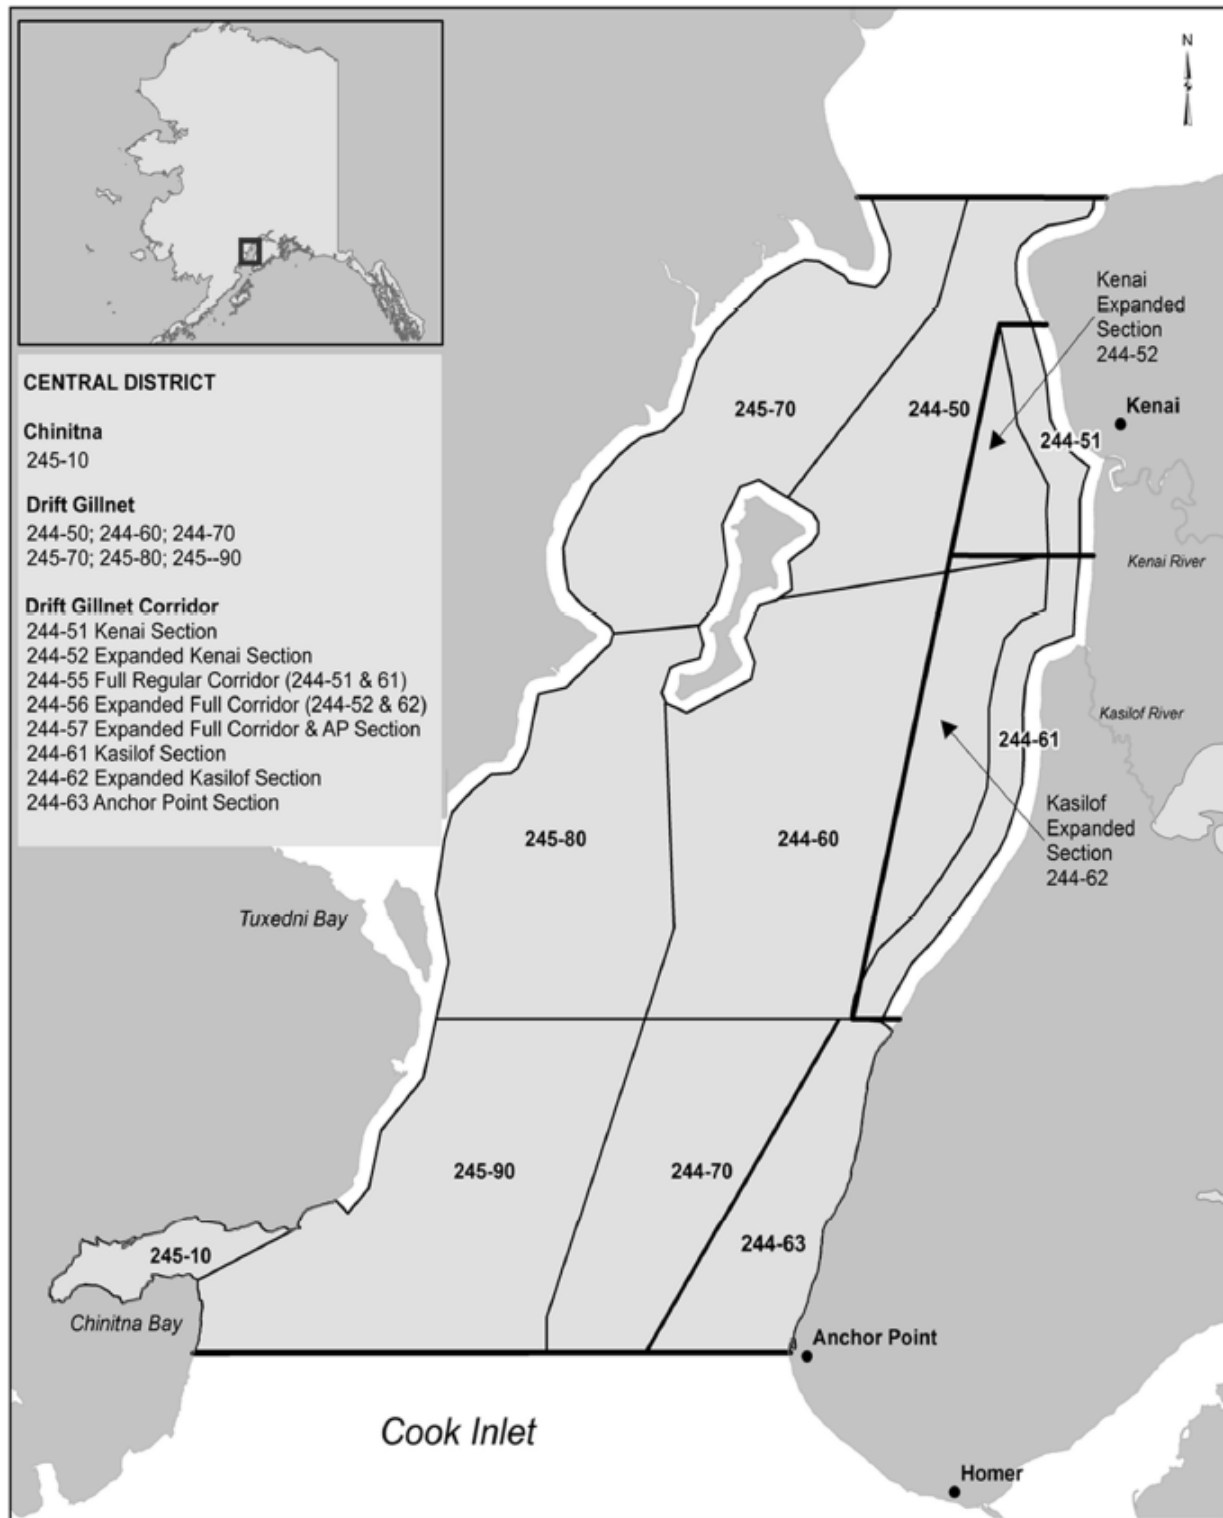 N
CENTRAL DISTRICT
Chinitna
245-10
Drift Gillnet
244-50; 244-60; 244-70
245-70; 245-80; 245--90
Drift Gillnet Corridor
244-51 Kenai Section
244-52 Expanded Kenai Section
244-55 Full Regular Corridor (244-51 & 61)
244-56 Expanded Full Corridor (244-52 & 62)
244-57 Expanded Full Corridor & AP Section
244-61 Kasilof Section
244-62 Expanded Kasilof Section
244-63 Anchor Point Section
Kenai
Expanded
Section
244-52
245-70
244-50
Kenai
244-51
Kenai River
Kasilof River
244-61
Kasilof
Expanded
Section
244-62
245-80
244-60
Tuxedni Bay
245-90
244-70
244-63
245-10
Chinitna Bay
Anchor Point
Cook Inlet
Homer